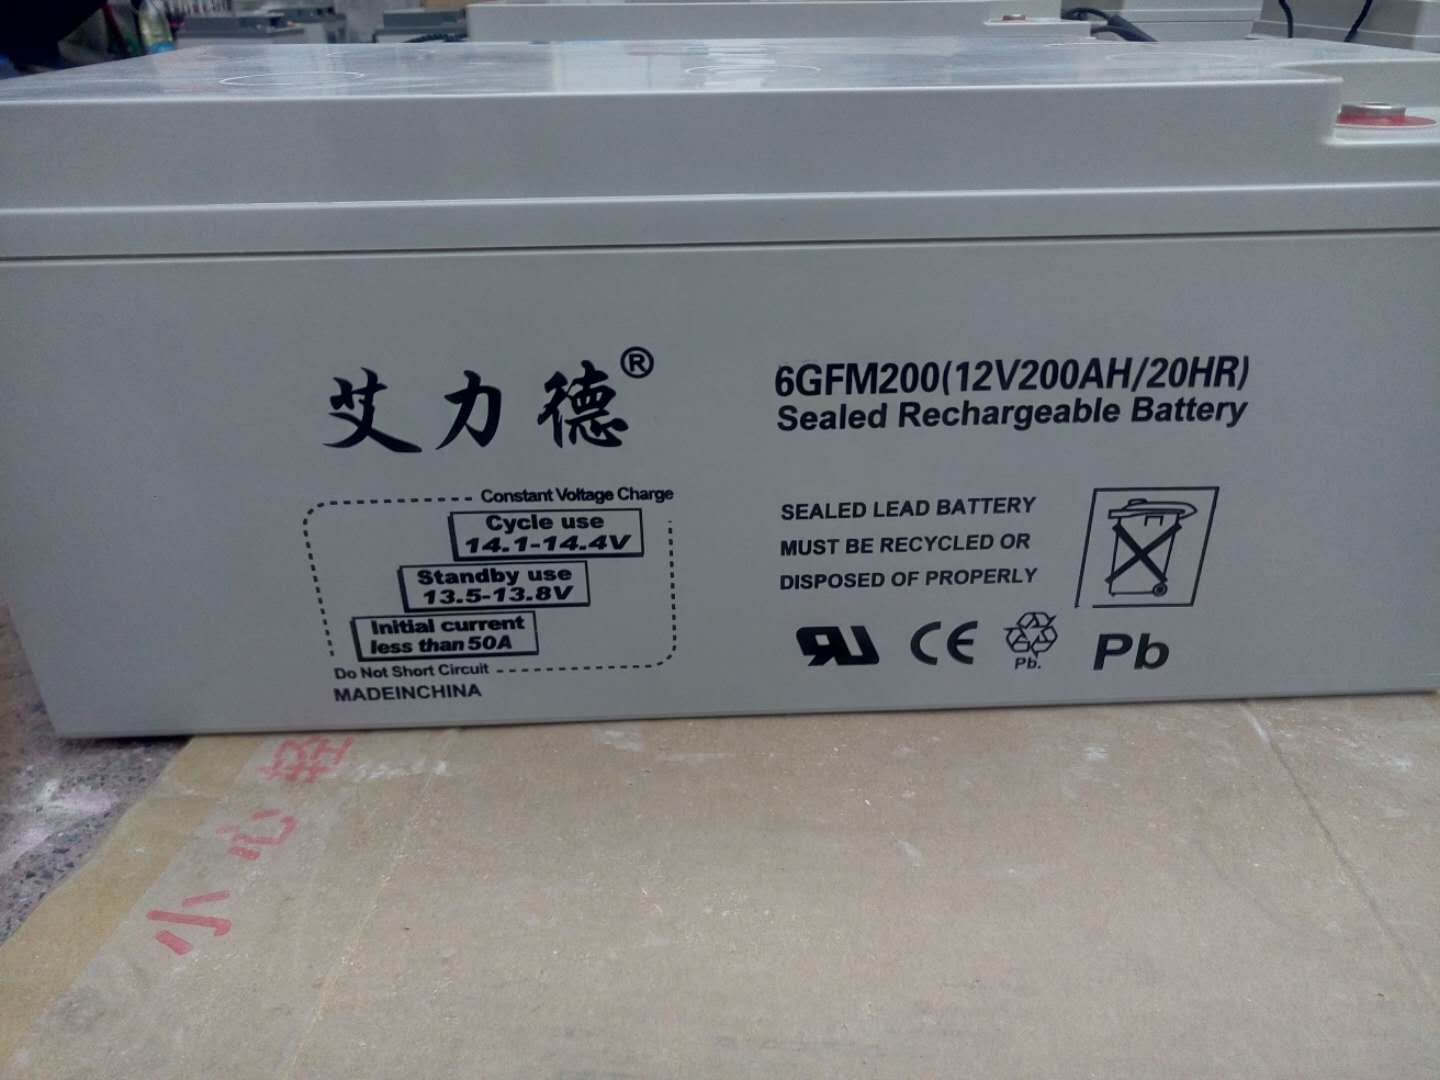 艾力德®
6GFM200(12V200AH/20HR)
Sealed Rechargeable Battery
Constant Voltage Charge
Cycle use
14.1-14.4V
Standby use
13.5-13.8V
Initial current
less than 50A
Do Not Short Circuit
MADEINCHINA
SEALED LEAD BATTERY
MUST BE RECYCLED OR
DISPOSED OF PROPERLY
CE
Pb.
Pb
小心轻